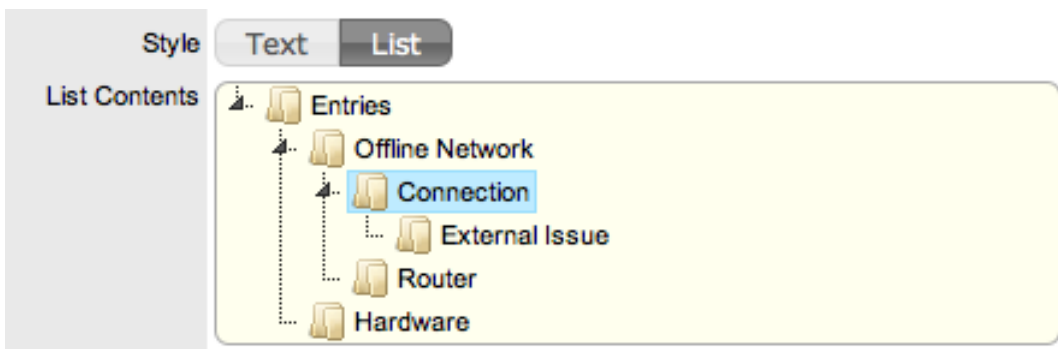 Style Text List
List Contents Entries
Offline Network
Connection
External Issue
Router
Hardware